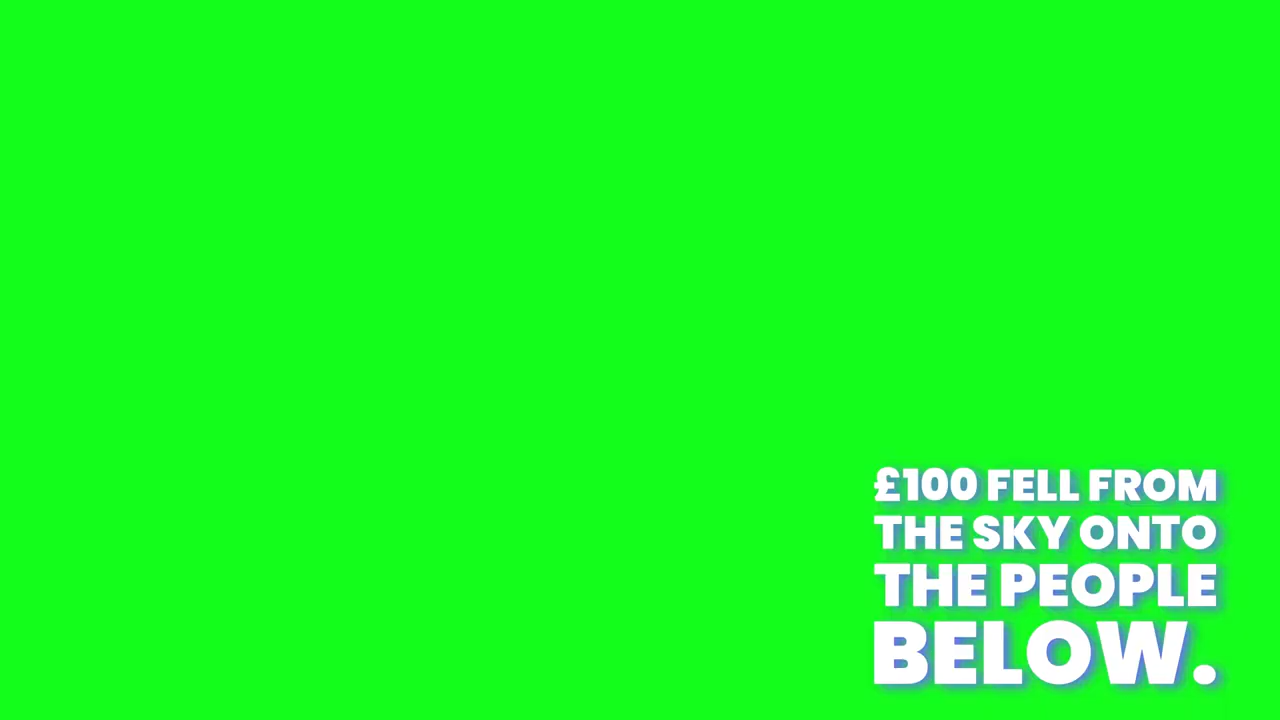 £100 FELL FROM
THE SKY ONTO
THE PEOPLE
BELOW.